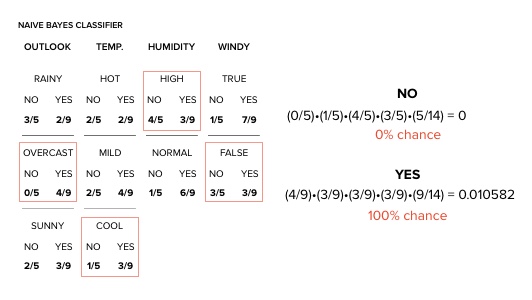 NAIVE BAYES CLASSIFIER
OUTLOOK TEMP. HUMIDITY WINDY
RAINY HOT HIGH TRUE
NO YES NO YES NO YES NO YES
3/5 2/9 2/5 2/9 4/5 3/9 1/5 7/9
OVERCAST MILD NORMAL FALSE
NO YES NO YES NO YES NO YES
0/5 4/9 2/5 4/9 1/5 6/9 3/5 3/9
SUNNY COOL
NO YES NO YES
2/5 3/9 1/5 3/9
NO
(0/5)•(1/5)•(4/5)•(3/5)•(5/14) = 0
0% chance
YES
(4/9)•(3/9)•(3/9)•(3/9)•(9/14) = 0.010582
100% chance